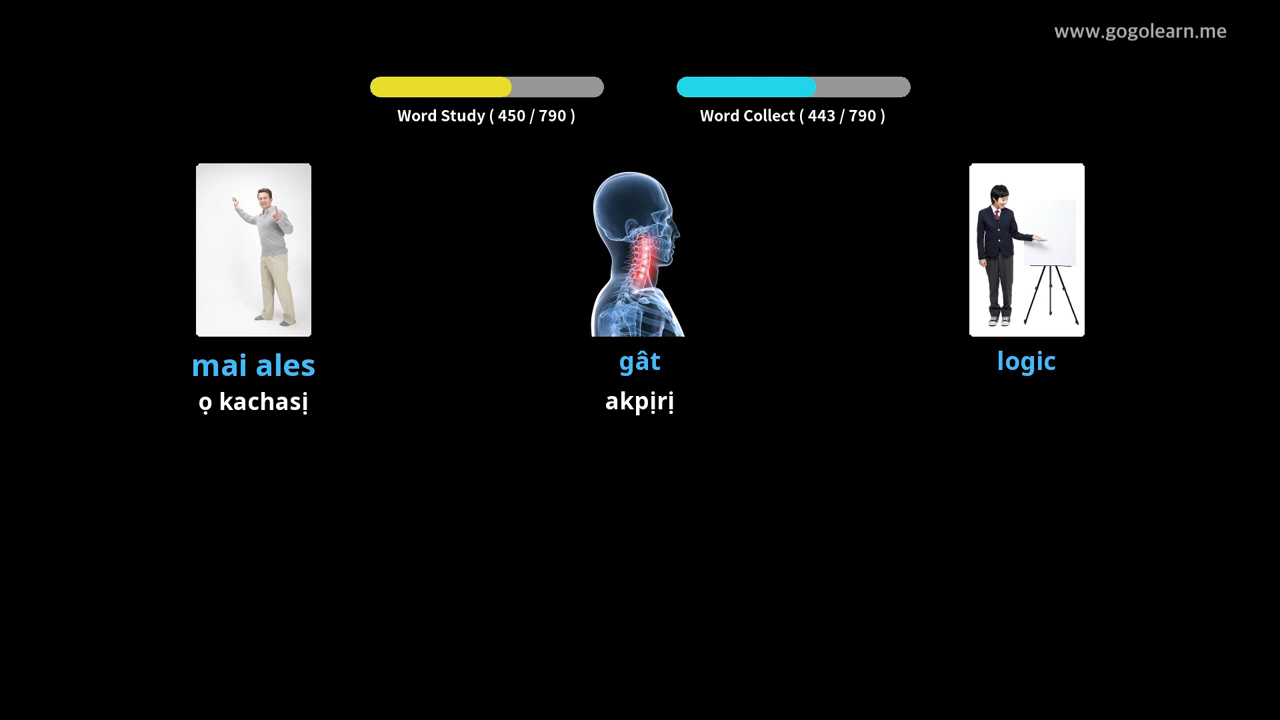 www.gogolearn.me
Word Study ( 450 / 790 )
Word Collect ( 443 / 790 )
mai ales
ọ kachasị
gât
akpịrị
logic